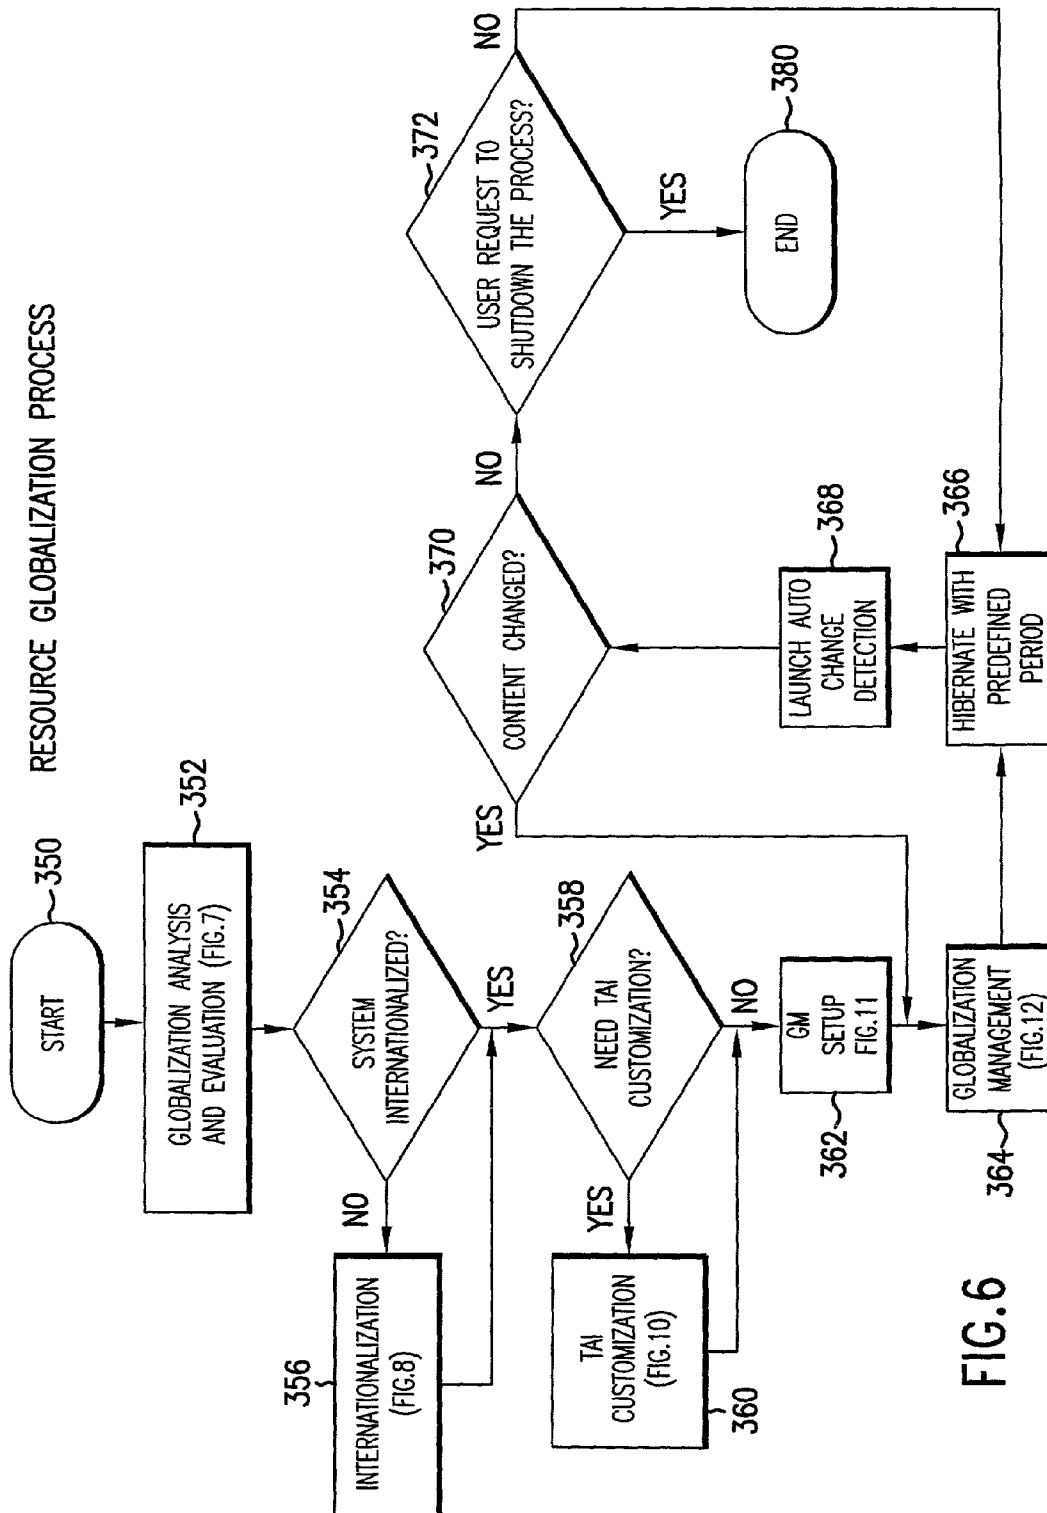 RESOURCE GLOBALIZATION PROCESS
START
350
GLOBALIZATION ANALYSIS
AND EVALUATION (FIG.7)
352
SYSTEM
INTERNATIONALIZED?
354
NO
YES
INTERNATIONALIZATION
(FIG.8)
356
NEED TAI
CUSTOMIZATION?
358
YES
NO
TAI
CUSTOMIZATION
(FIG.10)
360
GM
SETUP
FIG.11
362
GLOBALIZATION
MANAGEMENT
(FIG.12)
364
HIBERNATE WITH
PREDEFINED
PERIOD
366
LAUNCH AUTO
CHANGE
DETECTION
368
CONTENT CHANGED?
370
YES
NO
USER REQUEST TO
SHUTDOWN THE PROCESS?
372
NO
YES
END
380
FIG.6